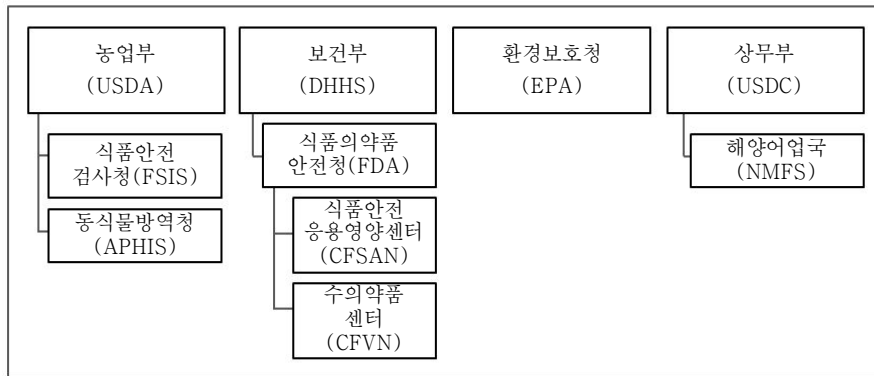 농업부
(USDA)
식품안전
검사청(FSIS)
동식물방역청
(APHIS)
보건부
(DHHS)
식품의약품
안전청(FDA)
식품안전
응용영양센터
(CFSAN)
수의약품
센터
(CFVN)
환경보호청
(EPA)
상무부
(USDC)
해양어업국
(NMFS)